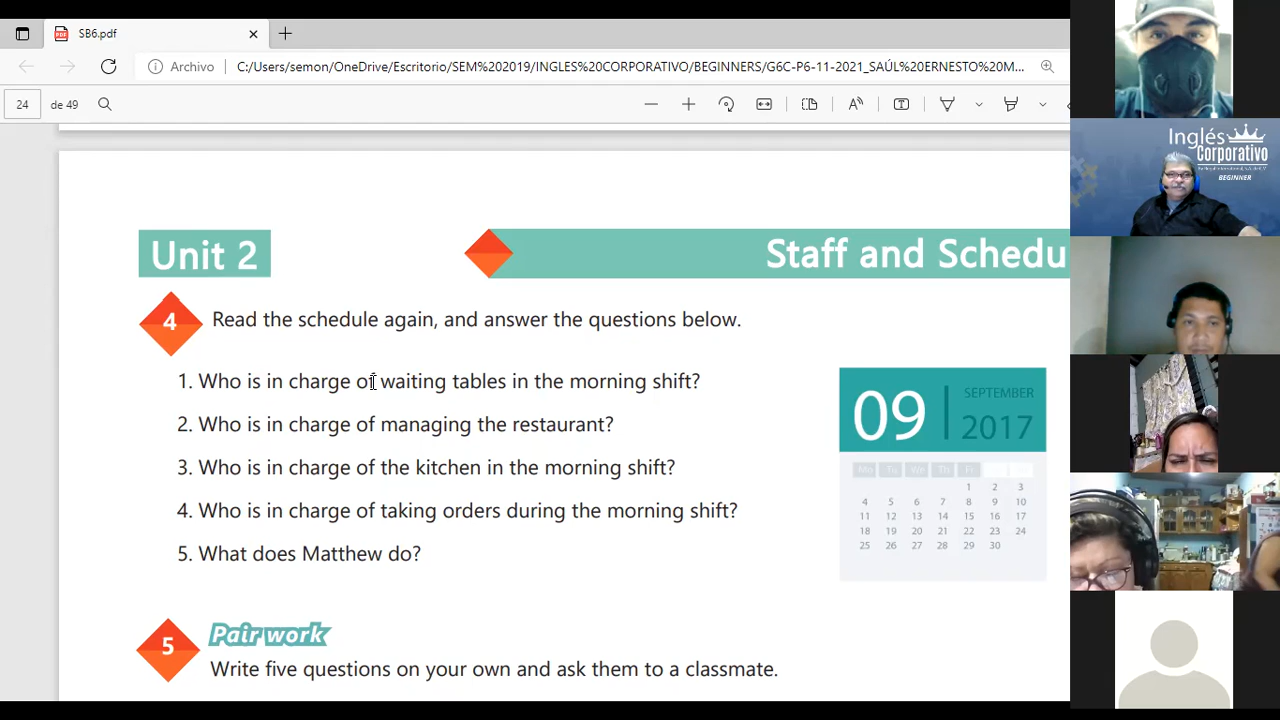 SB6.pdf
Archivo
C:/Users/semon/OneDrive/Escritorio/SEM%202019/INGLES%20CORPORATIVO/BEGINNERS/G6C-P6-11-2021_SAÚL%20ERNESTO%20M...
24
de 49
Unit 2
Staff and Schedu
4
Read the schedule again, and answer the questions below.
1. Who is in charge of waiting tables in the morning shift?
2. Who is in charge of managing the restaurant?
3. Who is in charge of the kitchen in the morning shift?
4. Who is in charge of taking orders during the morning shift?
5. What does Matthew do?
09
SEPTEMBER
2017
Mo Tu We Th Fr
1 2 3
4 5 6 7 8 9 10
11 12 13 14 15 16 17
18 19 20 21 22 23 24
25 26 27 28 29 30
5
Pair work
Write five questions on your own and ask them to a classmate.
Inglés
Corporativo
BEGINNER